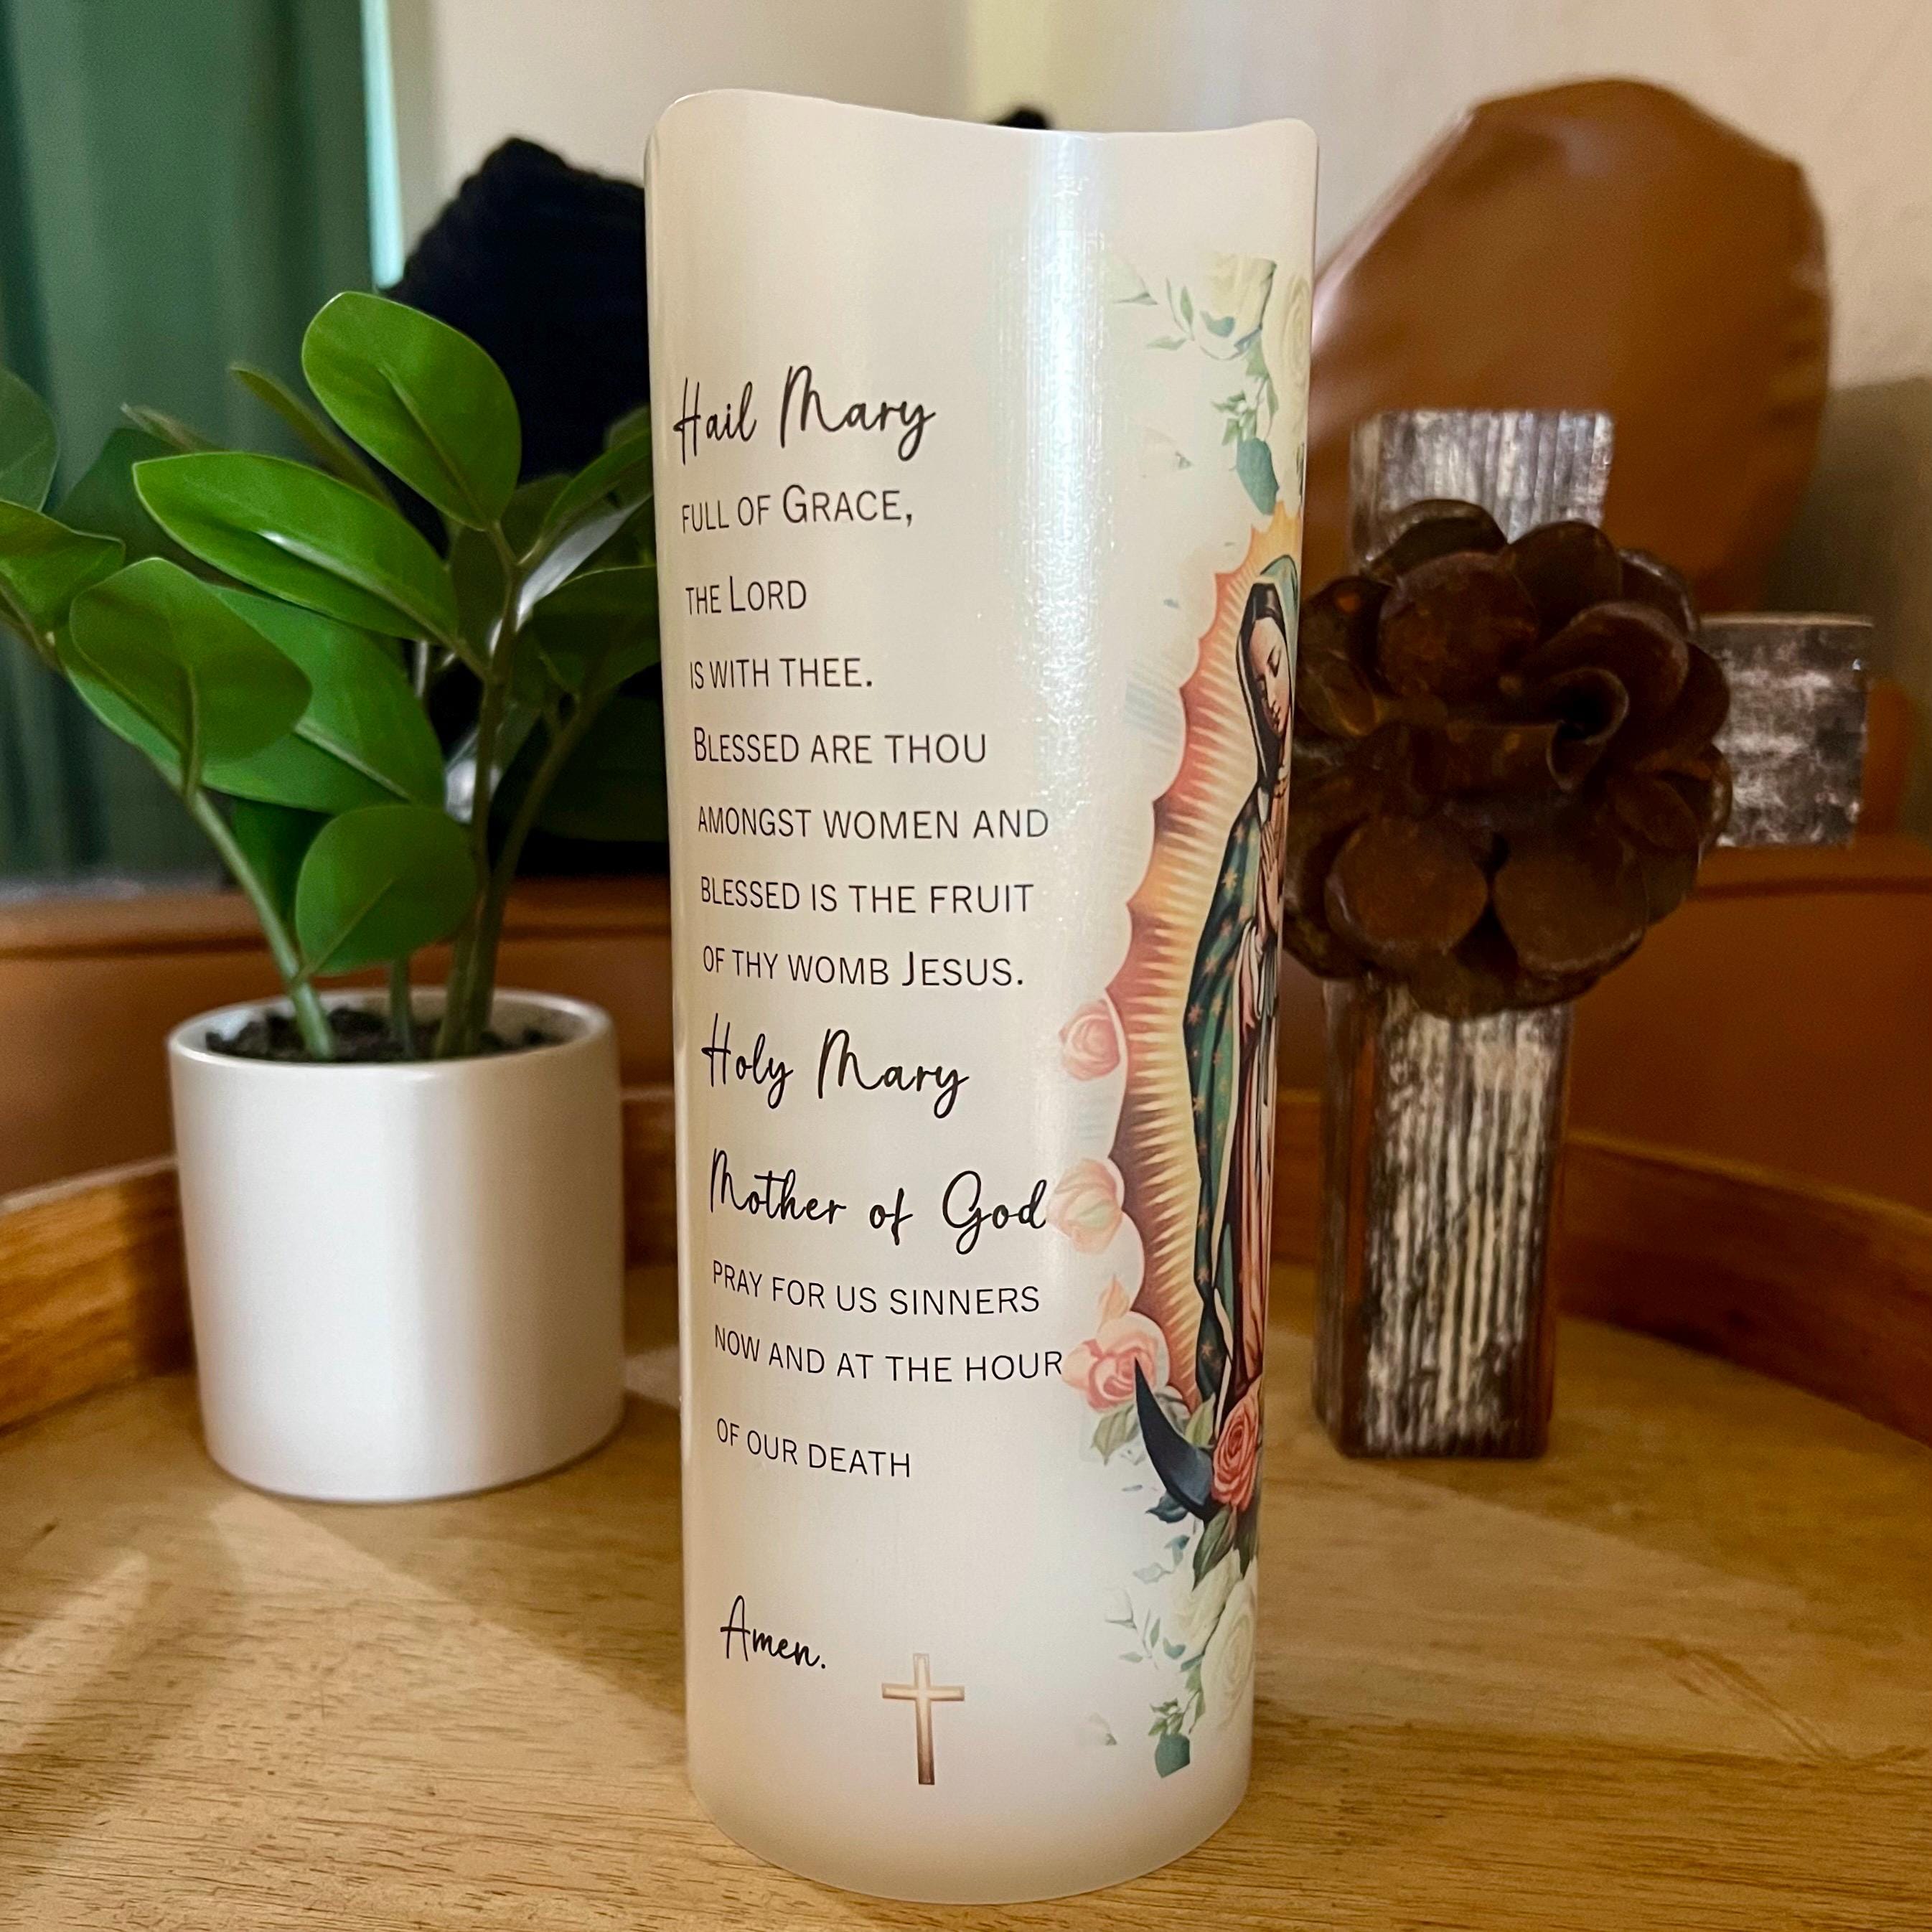 Hail Mary
FULL OF GRACE,
THE LORD
IS WITH THEE.
BLESSED ARE THOU
AMONGST WOMEN AND
BLESSED IS THE FRUIT
OF THY WOMB JESUS.
Holy Mary
Mother of God
PRAY FOR US SINNERS
NOW AND AT THE HOUR
OF OUR DEATH
Amen.